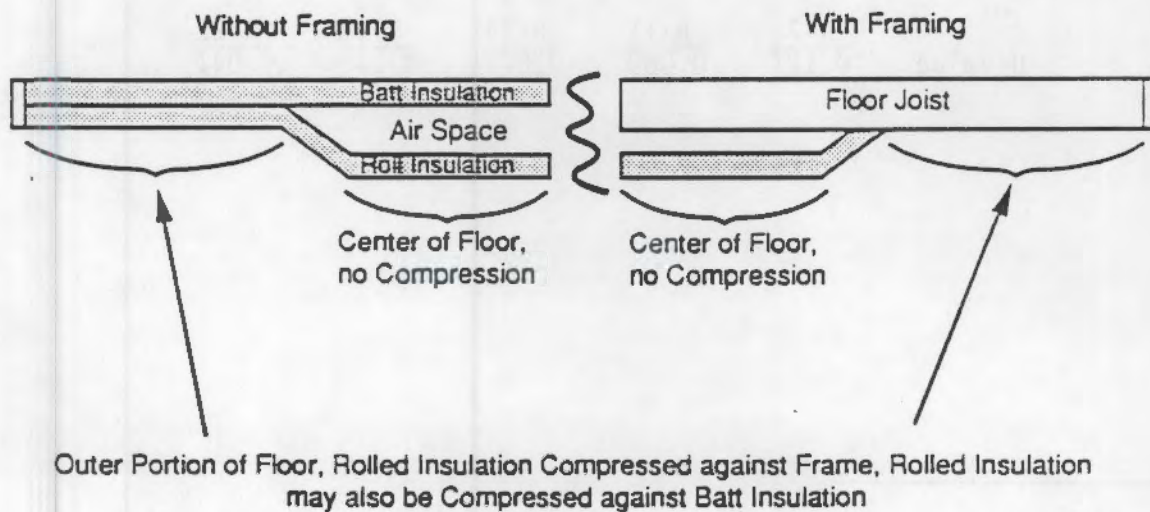 Without Framing
With Framing
Batt Insulation
Floor Joist
Air Space
Roll Insulation
Center of Floor,
no Compression
Center of Floor,
no Compression
Outer Portion of Floor, Rolled Insulation Compressed against Frame, Rolled Insulation
may also be Compressed against Batt Insulation